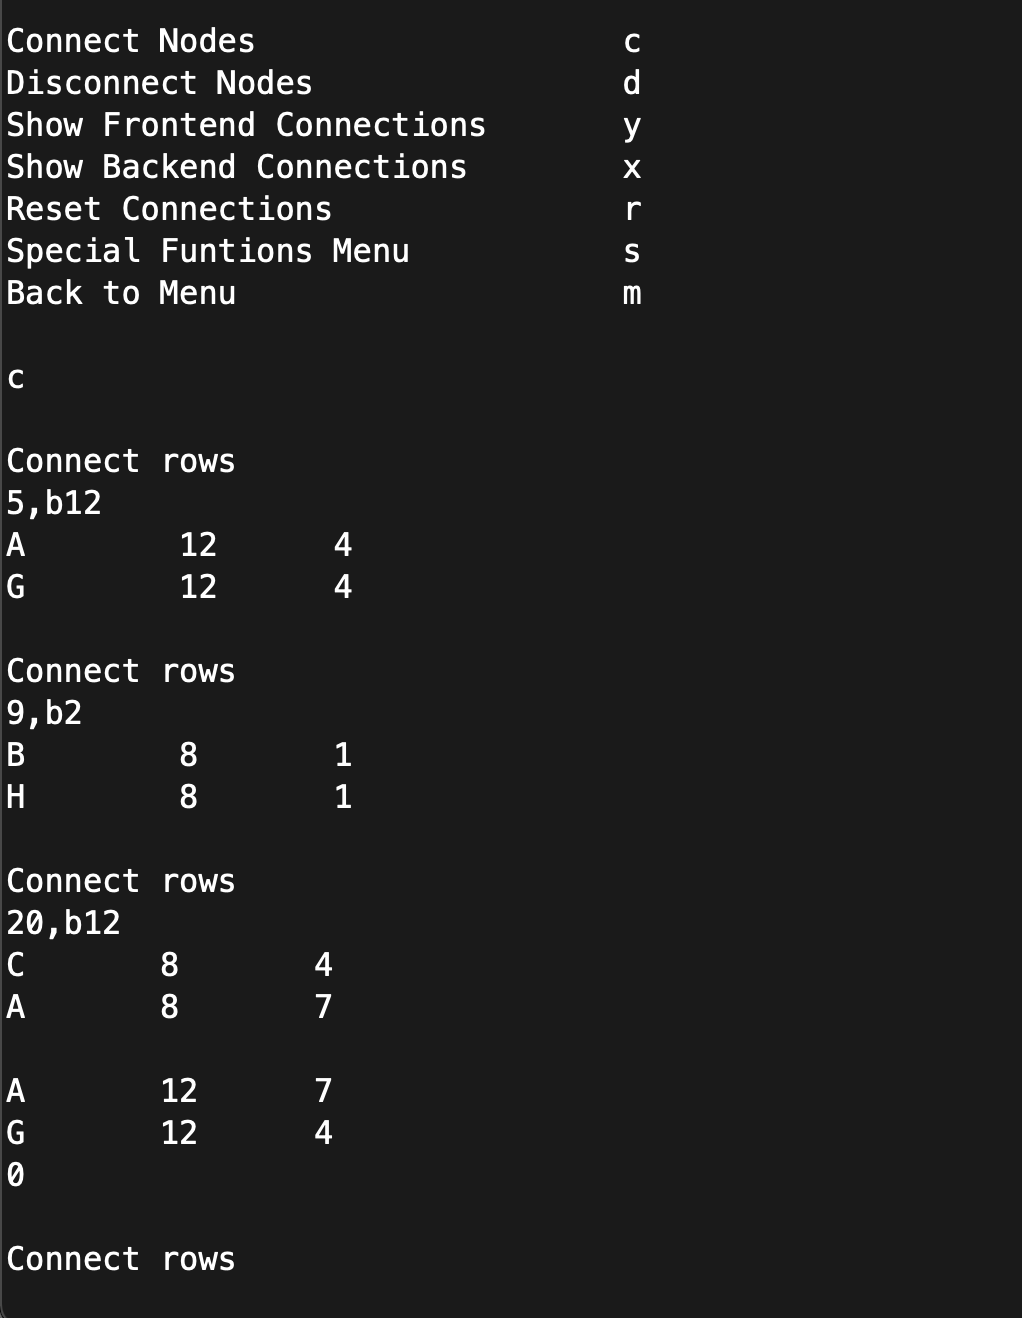 Connect Nodes c
Disconnect Nodes d
Show Frontend Connections y
Show Backend Connections x
Reset Connections r
Special Funtions Menu s
Back to Menu m
c
Connect rows
5,b12
A 12 4
G 12 4
Connect rows
9,b2
B 8 1
H 8 1
Connect rows
20,b12
C 8 4
A 8 7
A 12 7
G 12 4
0
Connect rows